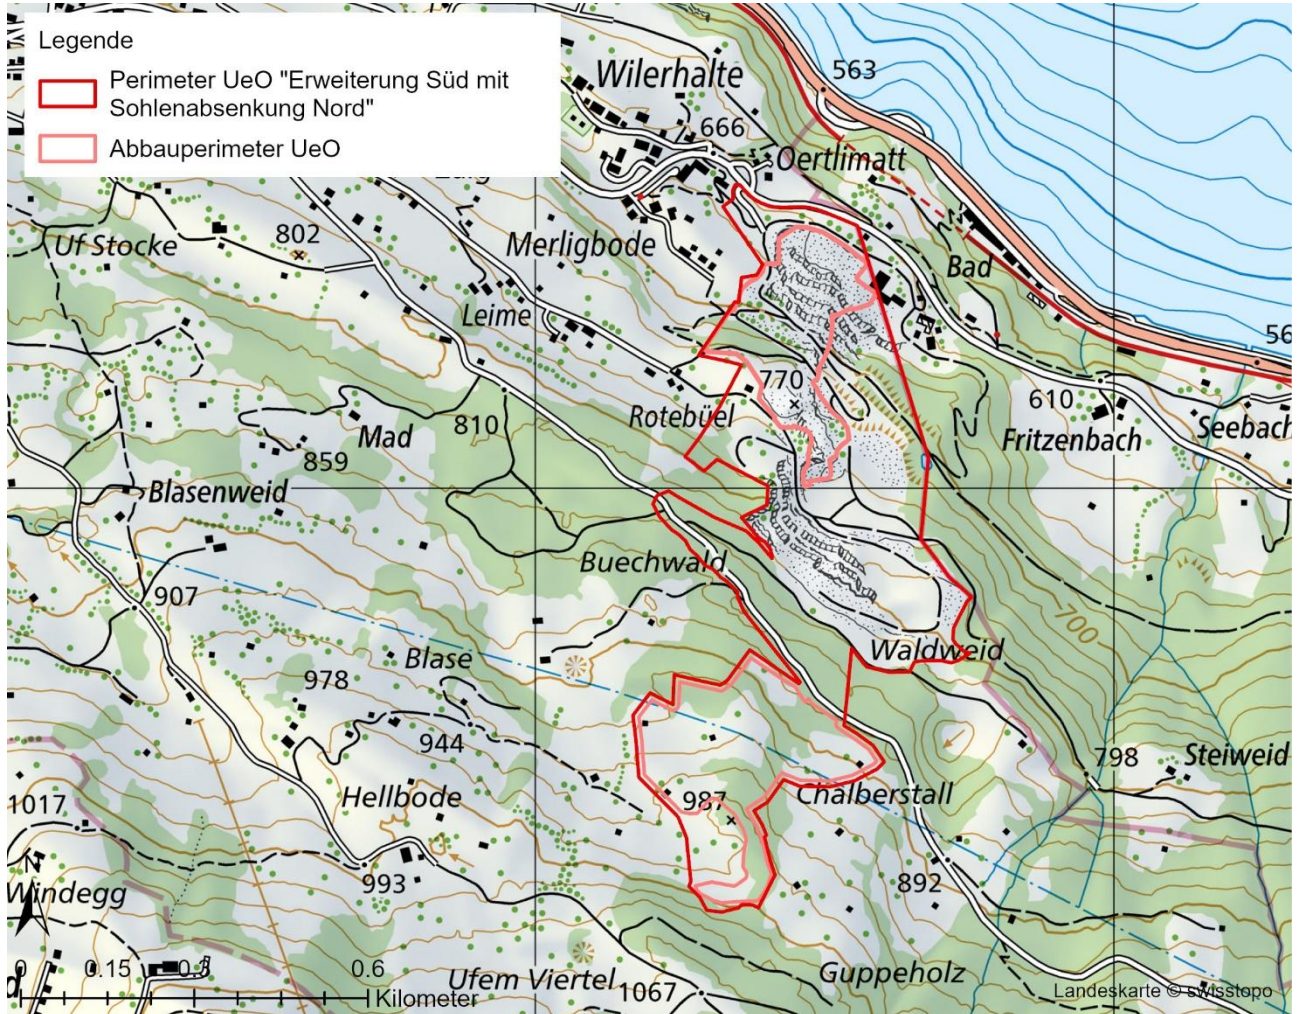 Legende
Perimeter UeO "Erweiterung Süd mit
Sohlenabsenkung Nord"
Abbauperimeter UeO
Wilerhalte
563
666
Oertlimatt
Uf Stocke
802
Merligbode
Bad
Leime
56
770
610
Rotebüel
Mad
810
Fritzenbach
Seebach
859
Blasenweid
Buechwald
907
700
Waldweid
Blase
978
944
798
Steiweid
1017
Hellbode
987
Chalberstall
993
892
Windegg
N
0 0.15 0.3 0.6
Kilometer
Ufem Viertel
1067
Guppeholz
Landeskarte © swisstopo